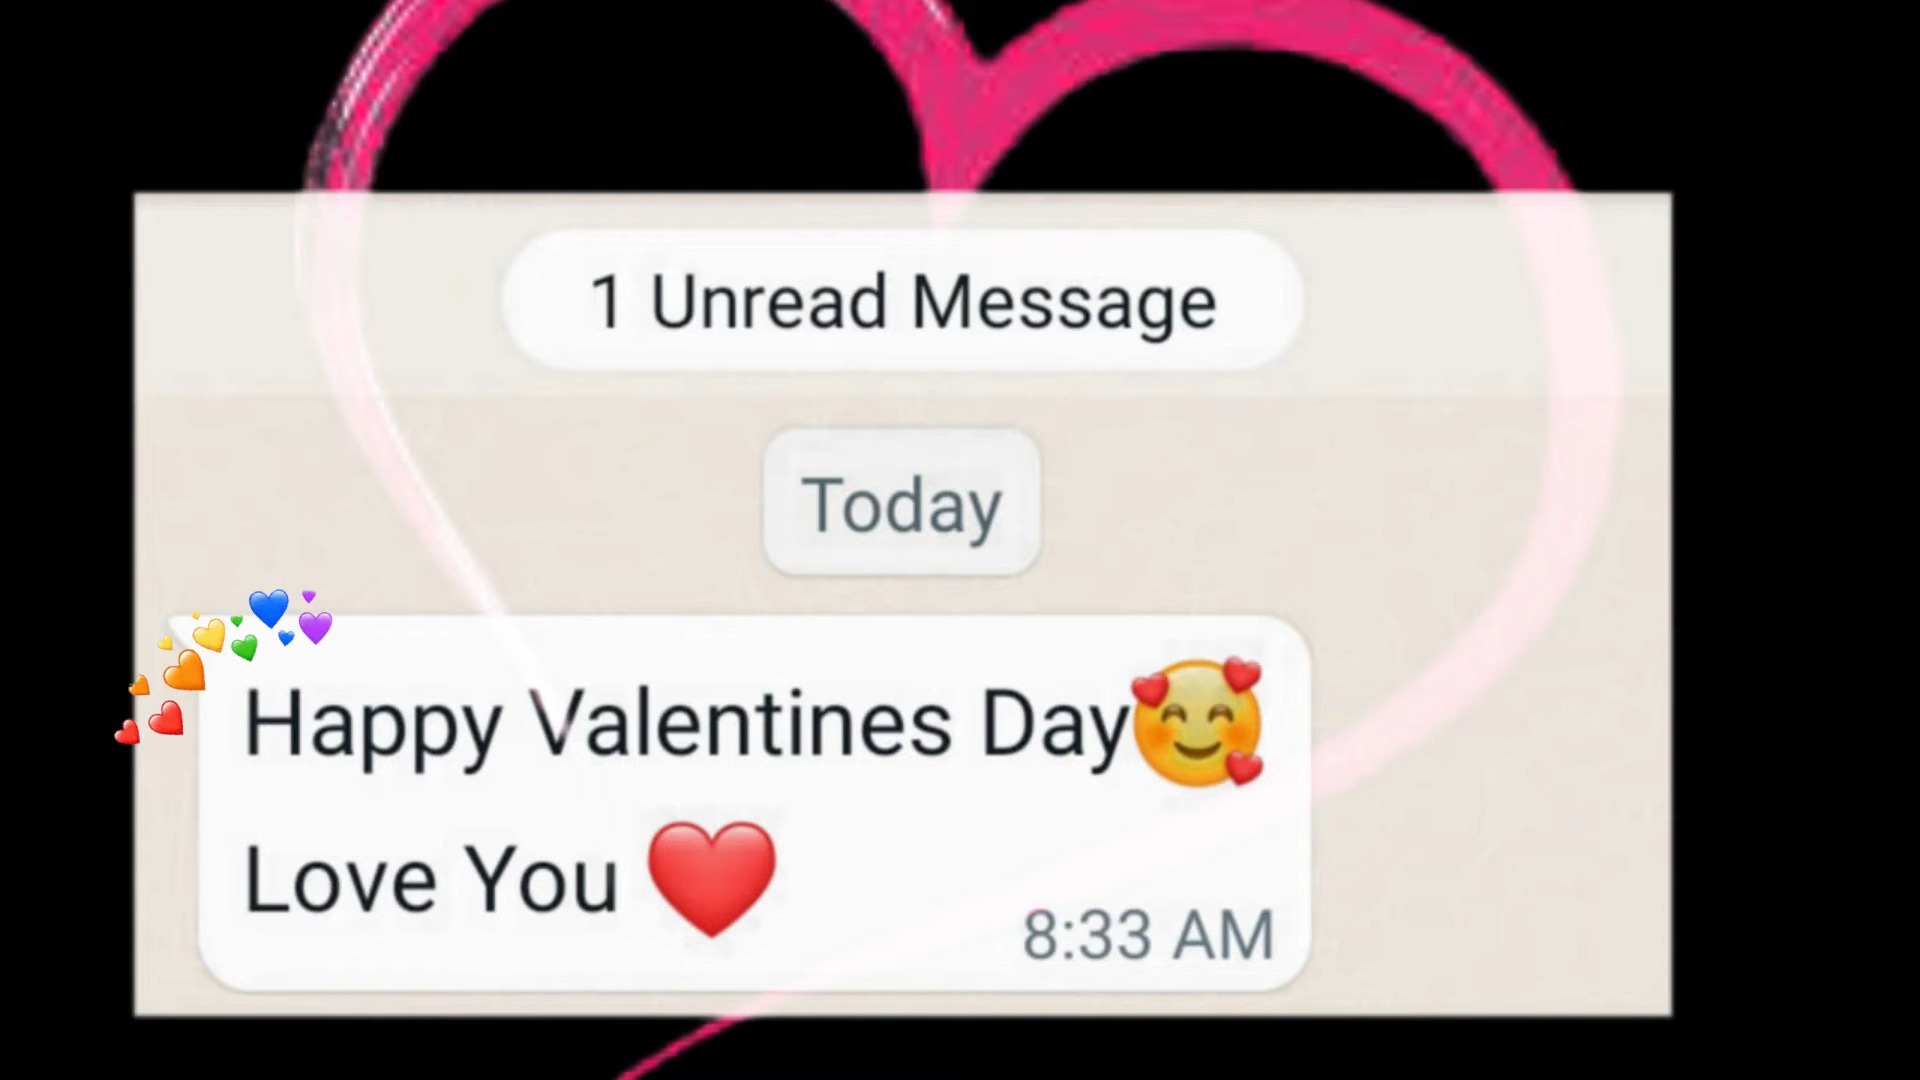 1 Unread Message
Today
Happy Valentines Day🥰
Love You ❤️
8:33 AM